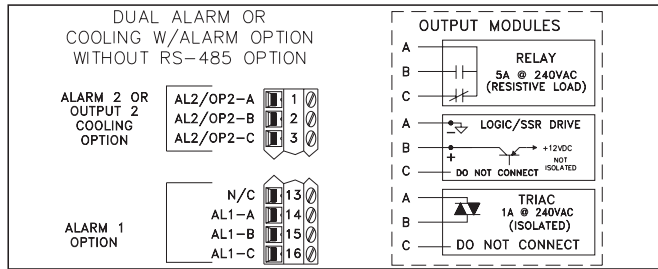 DUAL ALARM OR
COOLING W/ALARM OPTION
WITHOUT RS-485 OPTION
ALARM 2 OR
OUTPUT 2
COOLING
OPTION
AL2/OP2-A 1
AL2/OP2-B 2
AL2/OP2-C 3
ALARM 1
OPTION
N/C 13
AL1-A 14
AL1-B 15
AL1-C 16
OUTPUT MODULES
A
B
C
RELAY
5A @ 240VAC
(RESISTIVE LOAD)
A
B
C
LOGIC/SSR DRIVE
+12VDC
NOT
ISOLATED
DO NOT CONNECT
A
B
C
TRIAC
1A @ 240VAC
(ISOLATED)
DO NOT CONNECT